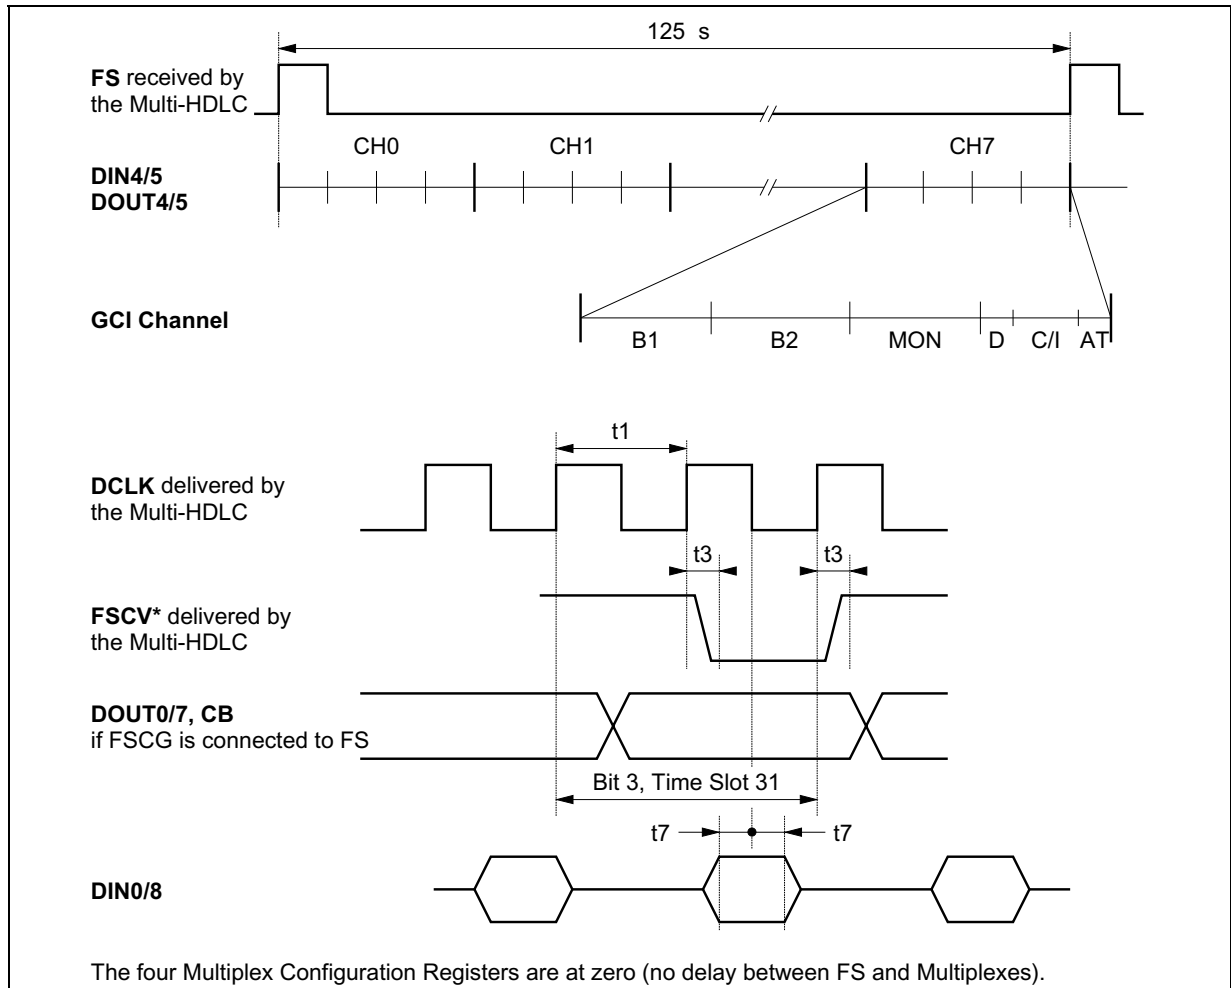 125 s
FS received by
the Multi-HDLC
CH0 CH1 CH7
DIN4/5
DOUT4/5
GCI Channel
B1 B2 MON D C/I AT
t1
DCLK delivered by
the Multi-HDLC
t3 t3
FSCV* delivered by
the Multi-HDLC
DOUT0/7, CB
if FSCG is connected to FS
Bit 3, Time Slot 31
t7 t7
DIN0/8
The four Multiplex Configuration Registers are at zero (no delay between FS and Multiplexes).